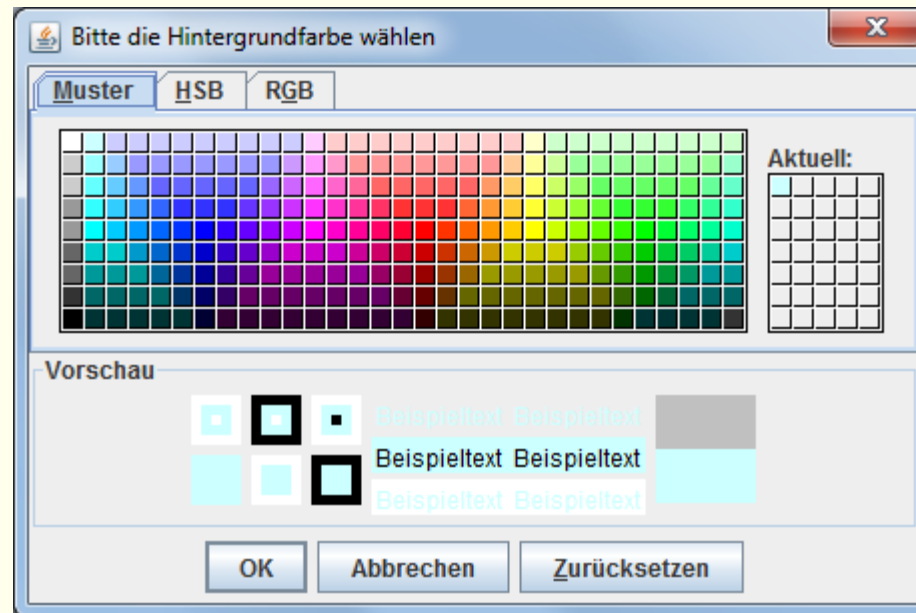 Bitte die Hintergrundfarbe wählen
Muster HSB RGB
Aktuell:
Vorschau
Beispieltext Beispieltext
Beispieltext Beispieltext
Beispieltext Beispieltext
OK Abbrechen Zurücksetzen